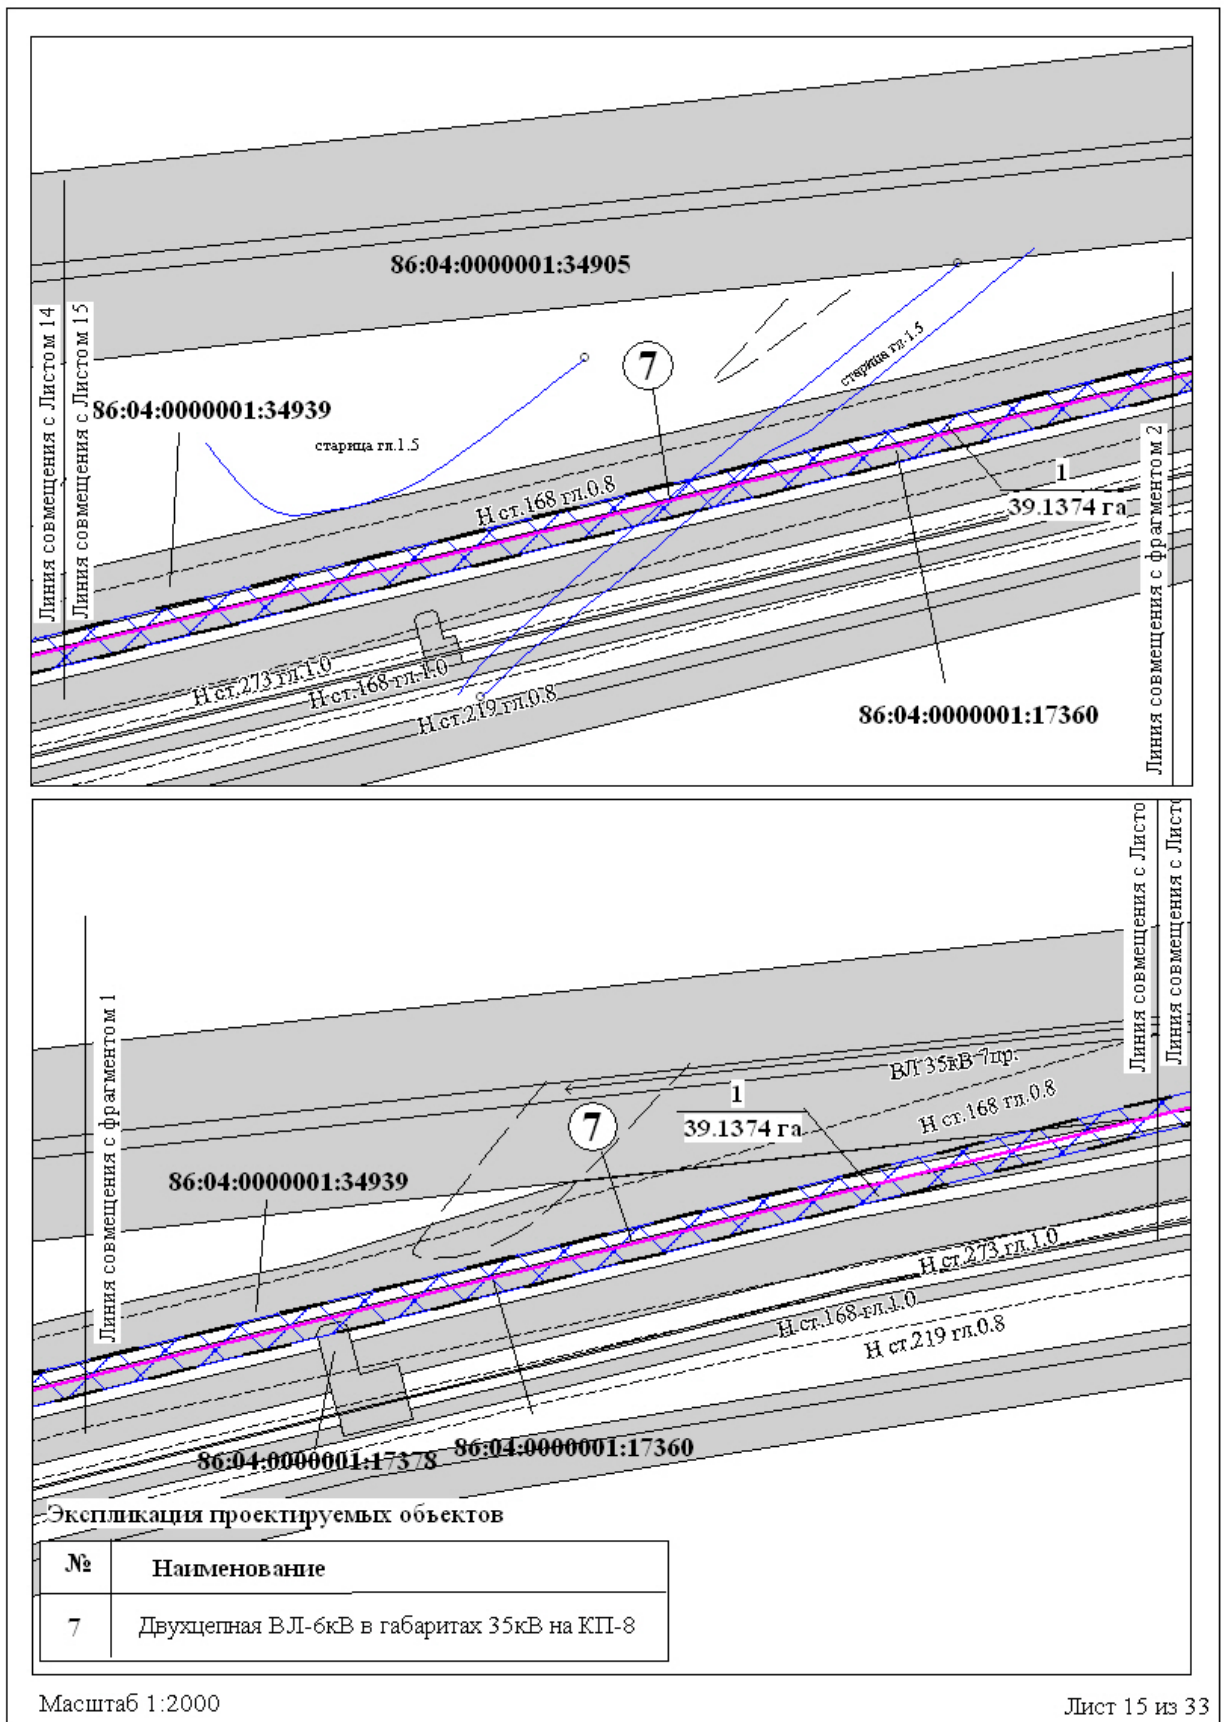 86:04:0000001:34905
Линия совмещения с Листом 14
Линия совмещения с Листом 15
7
старица гл.1.5
86:04:0000001:34939
старица гл.1.5
Н ст.168 гл.0.8
1
39.1374 га
Линия совмещения с фрагментом 2
Н ст.273 гл.1.0
Н ст.168 гл.1.0
Н ст.219 гл.0.8
86:04:0000001:17360
Линия совмещения с Листо
Линия совмещения с Листо
Линия совмещения с фрагментом 1
ВЛ 35кВ 7пр.
1
39.1374 га
7
Н ст.168 гл.0.8
86:04:0000001:34939
Н ст.273 гл.1.0
Н ст.168 гл.1.0
Н ст.219 гл.0.8
86:04:0000001:17378
86:04:0000001:17360
Экспликация проектируемых объектов
№ Наименование
7 Двухцепная ВЛ-6кВ в габаритах 35кВ на КП-8
Масштаб 1:2000
Лист 15 из 33